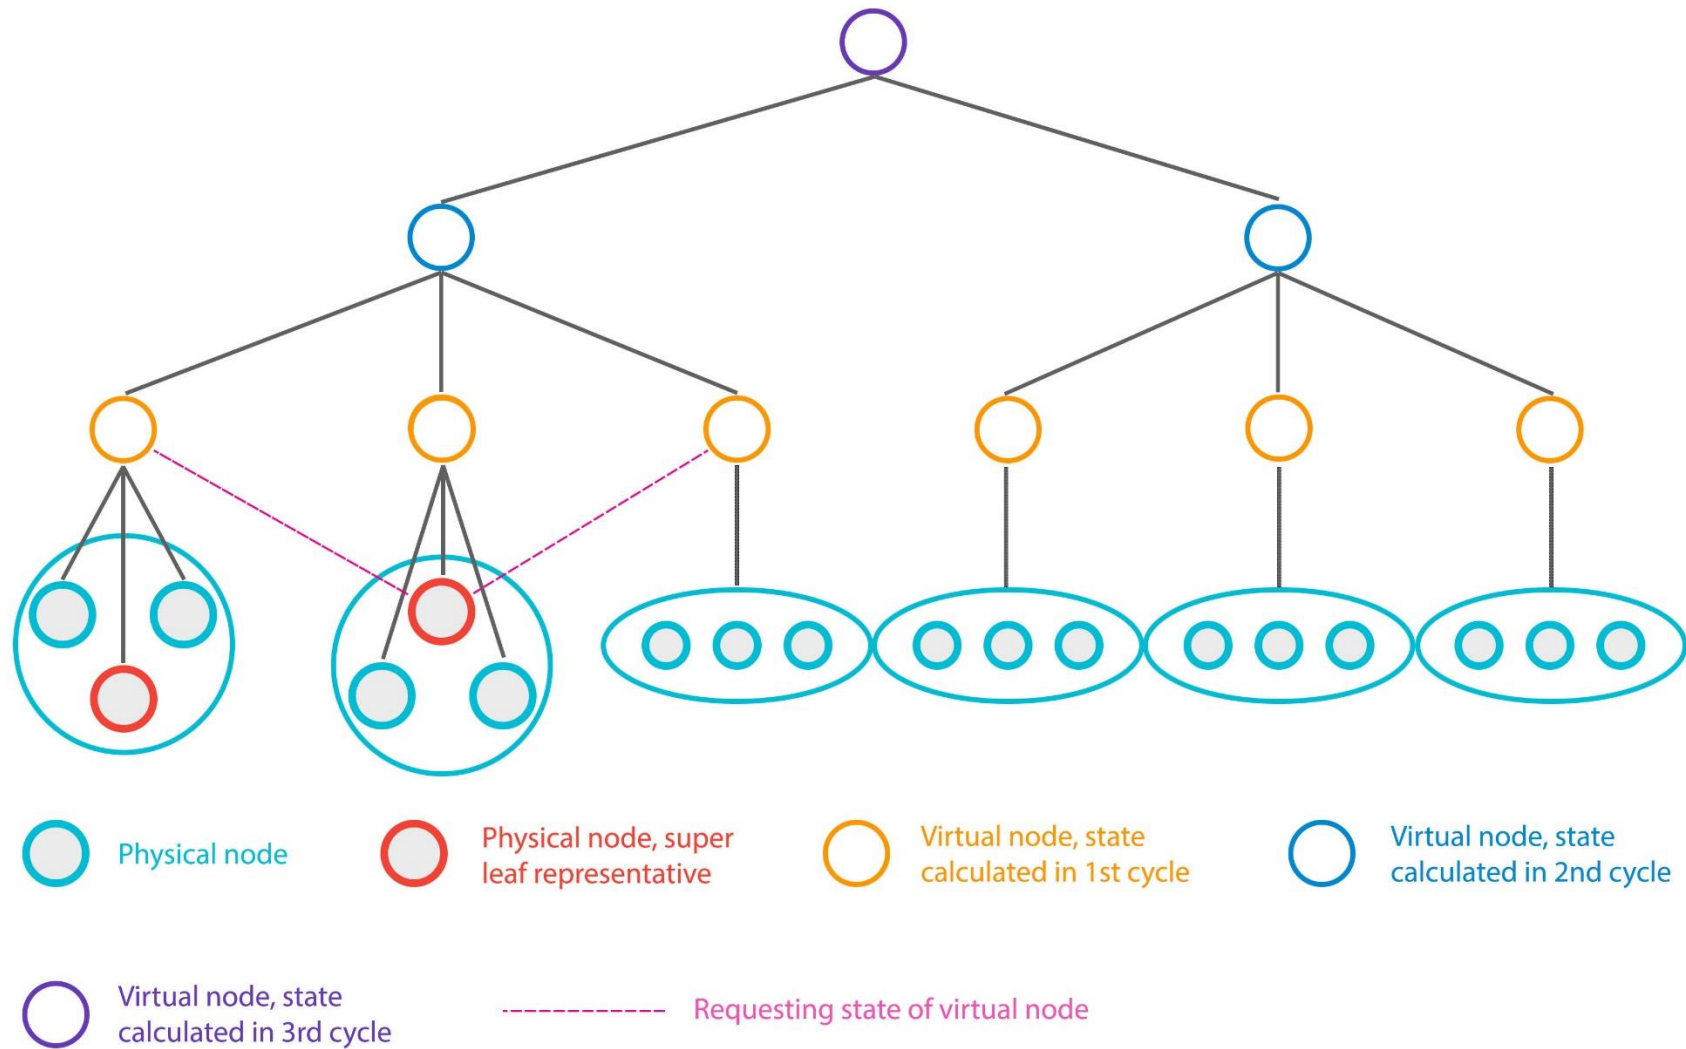 Physical node
Physical node, super
leaf representative
Virtual node, state
calculated in 1st cycle
Virtual node, state
calculated in 2nd cycle
Virtual node, state
calculated in 3rd cycle
Requesting state of virtual node